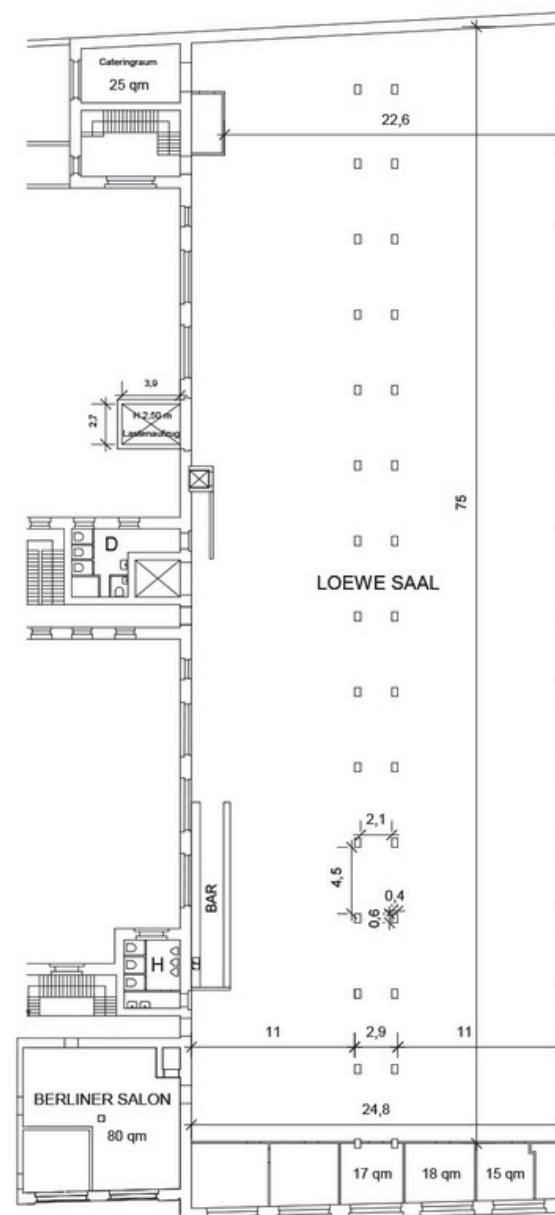 Cateringraum
25 qm
22,6
3,9
2,7
H 2,50 m
Lastenaufzug
75
D
LOEWE SAAL
2,1
4,5
0,4
0,6
BAR
H
11
2,9
11
24,8
BERLINER SALON
80 qm
17 qm
18 qm
15 qm